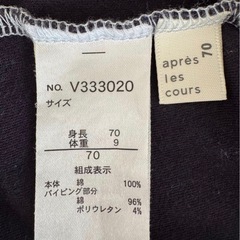 NO. V333020
サイズ
身長 70
体重 9
70
組成表示
本体 綿 100%
パイピング部分
綿 96%
ポリウレタン 4%
70
après
les
cours